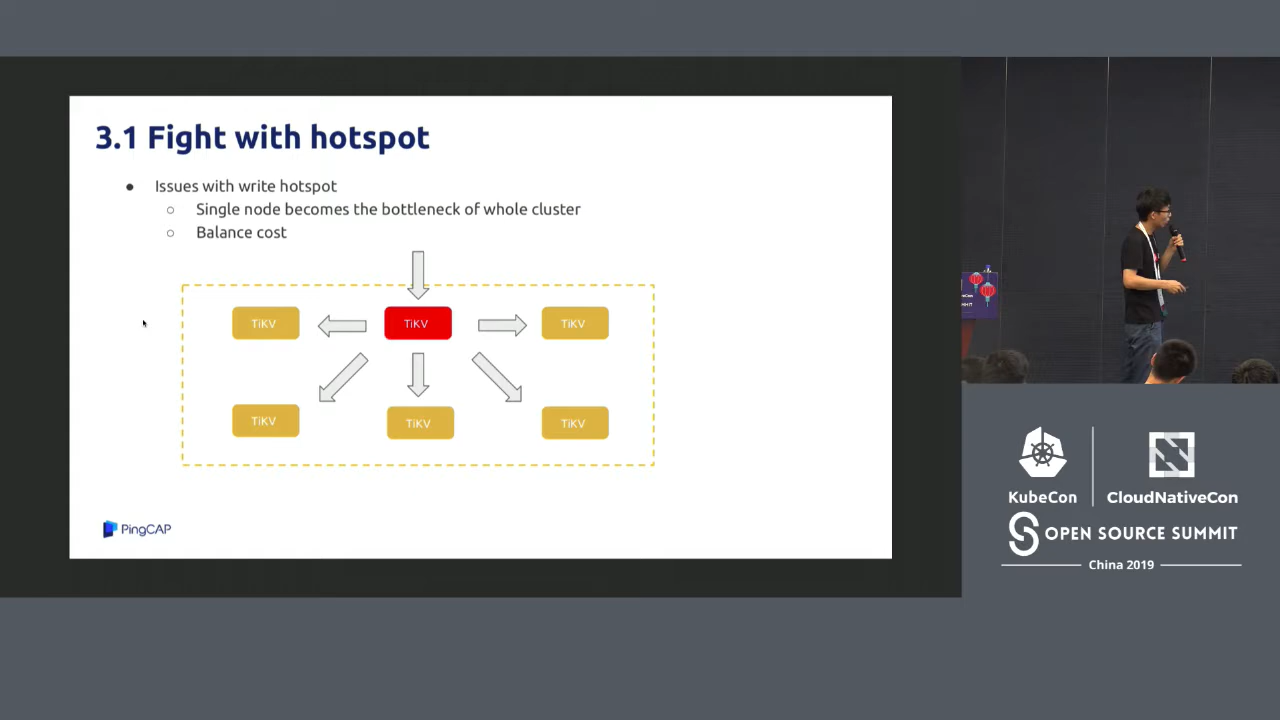 3.1 Fight with hotspot
● Issues with write hotspot
○ Single node becomes the bottleneck of whole cluster
○ Balance cost
TiKV
TiKV
TiKV
TiKV
TiKV
TiKV
PingCAP
KubeCon
CloudNativeCon
OPEN SOURCE SUMMIT
China 2019